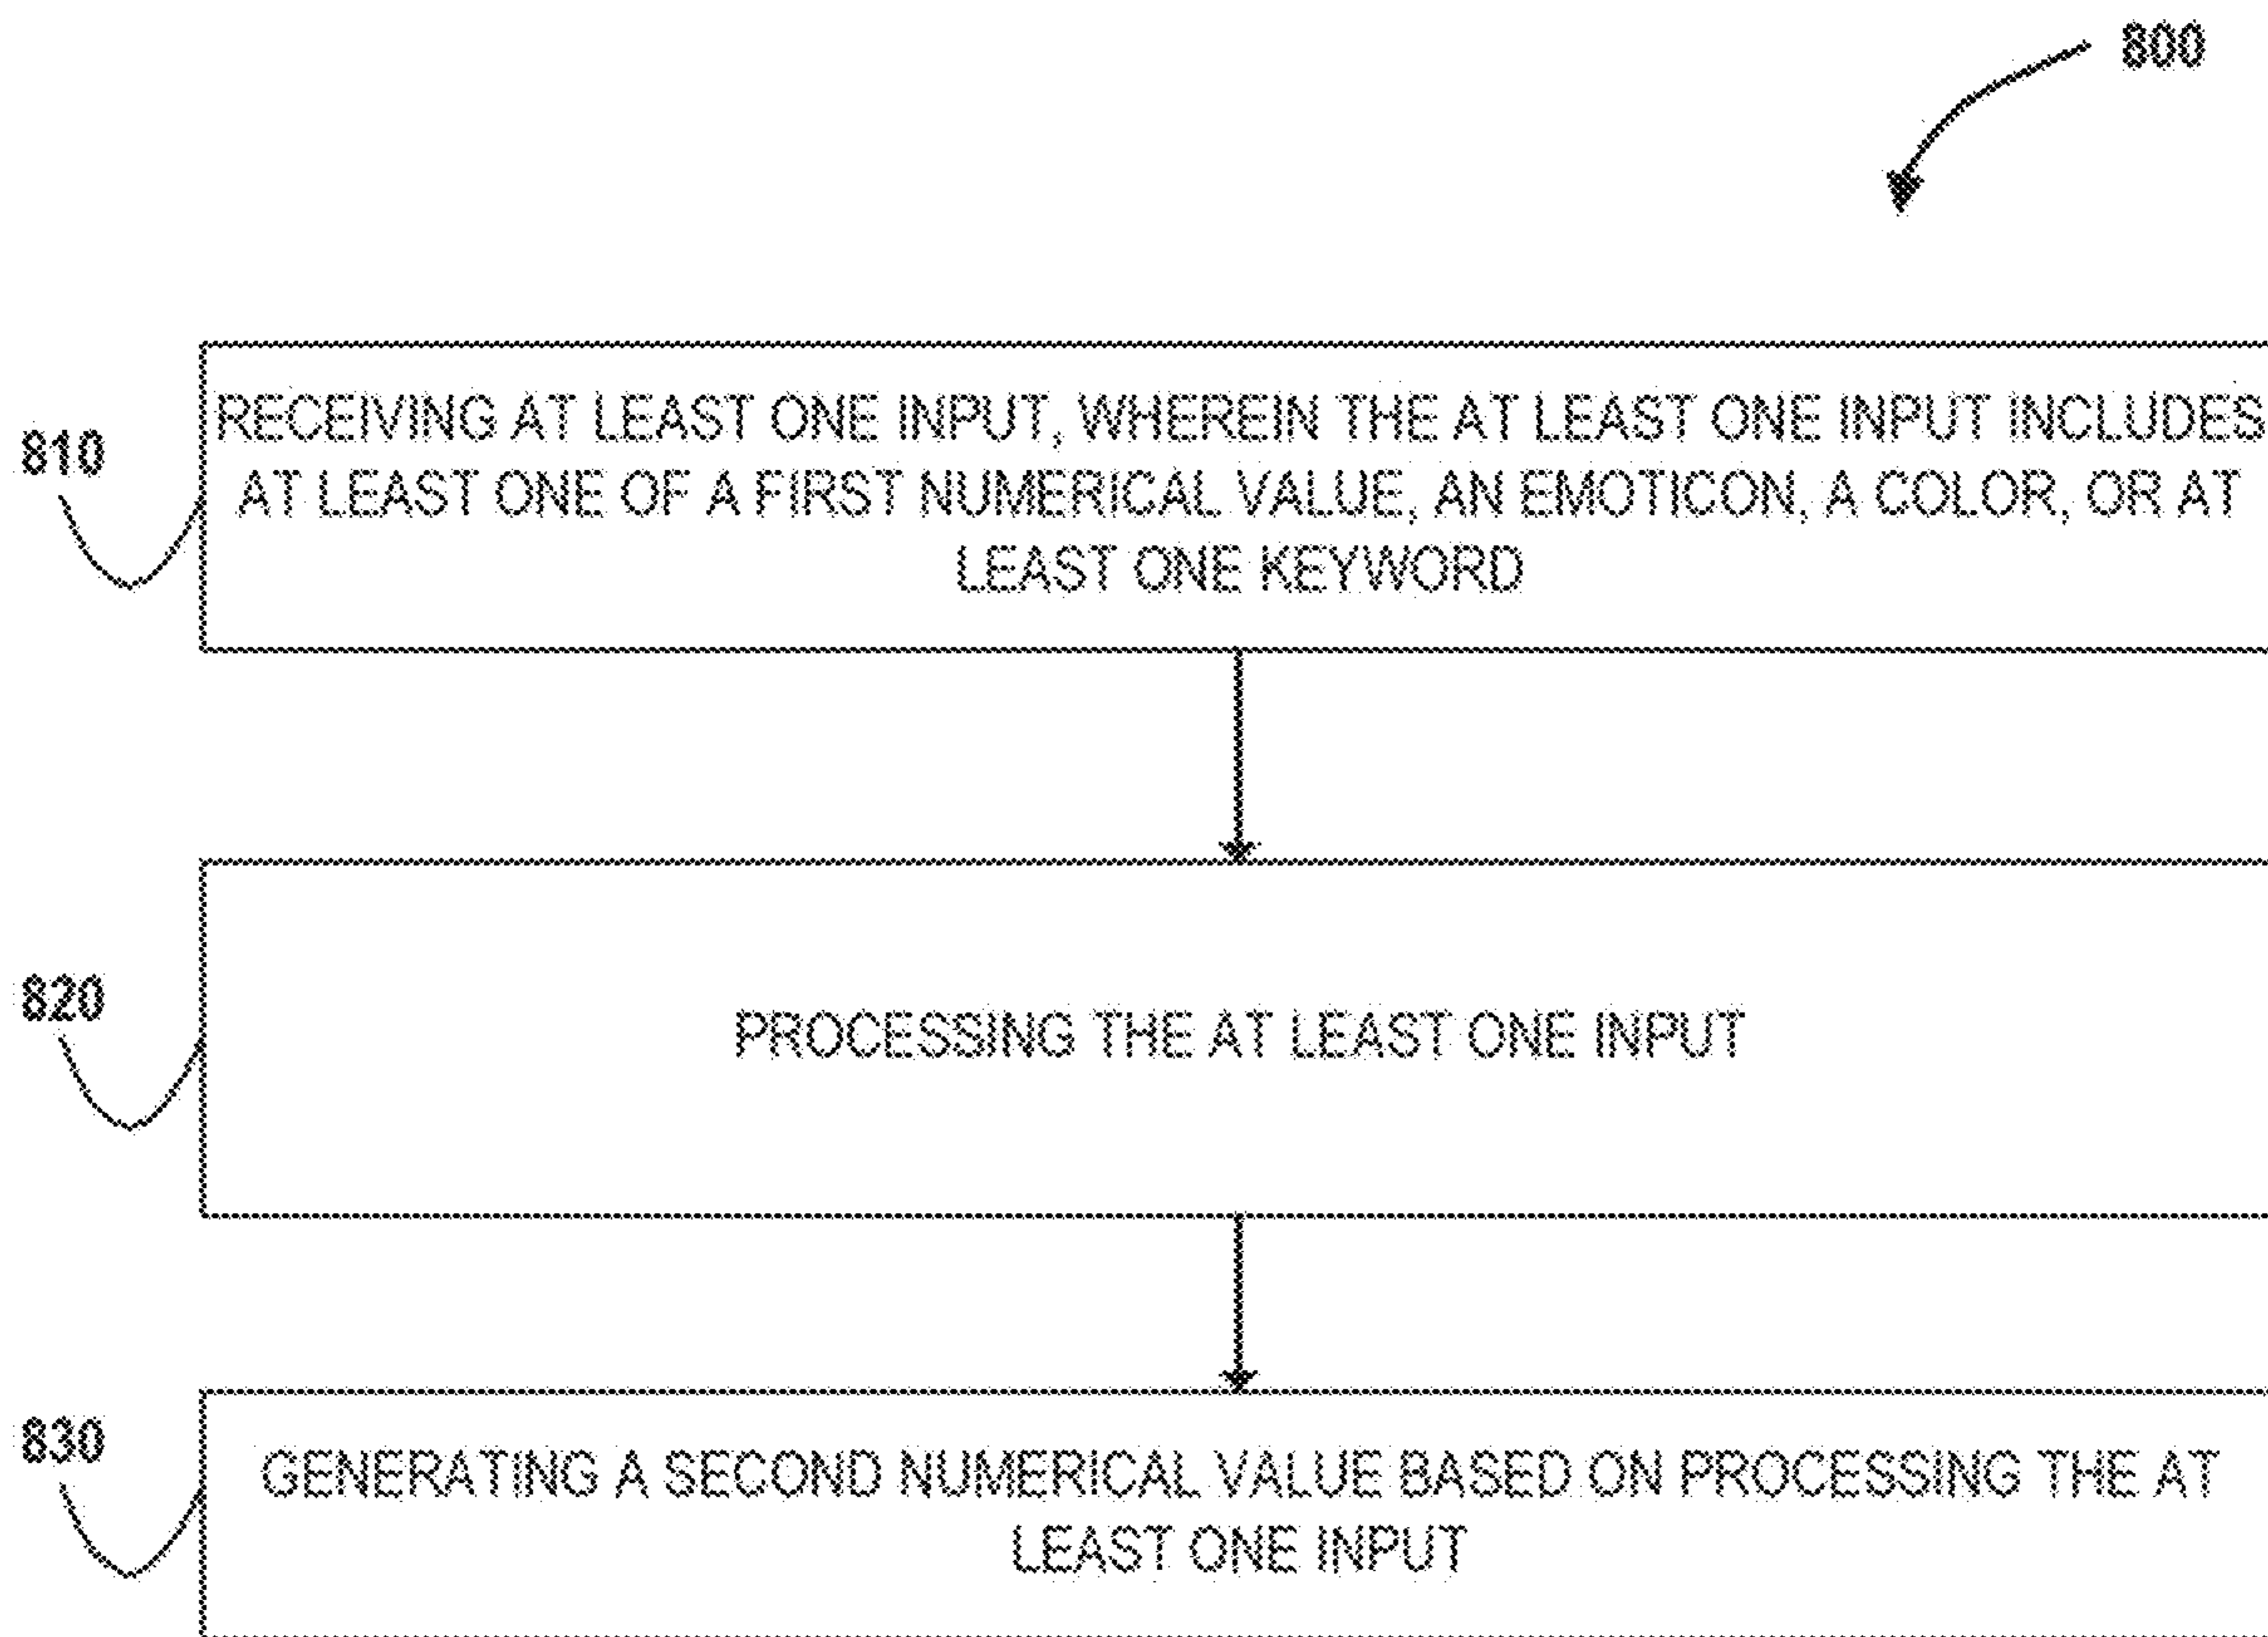 800
810
RECEIVING AT LEAST ONE INPUT, WHEREIN THE AT LEAST ONE INPUT INCLUDES
AT LEAST ONE OF A FIRST NUMERICAL VALUE, AN EMOTICON, A COLOR, OR AT
LEAST ONE KEYWORD
820
PROCESSING THE AT LEAST ONE INPUT
830
GENERATING A SECOND NUMERICAL VALUE BASED ON PROCESSING THE AT
LEAST ONE INPUT